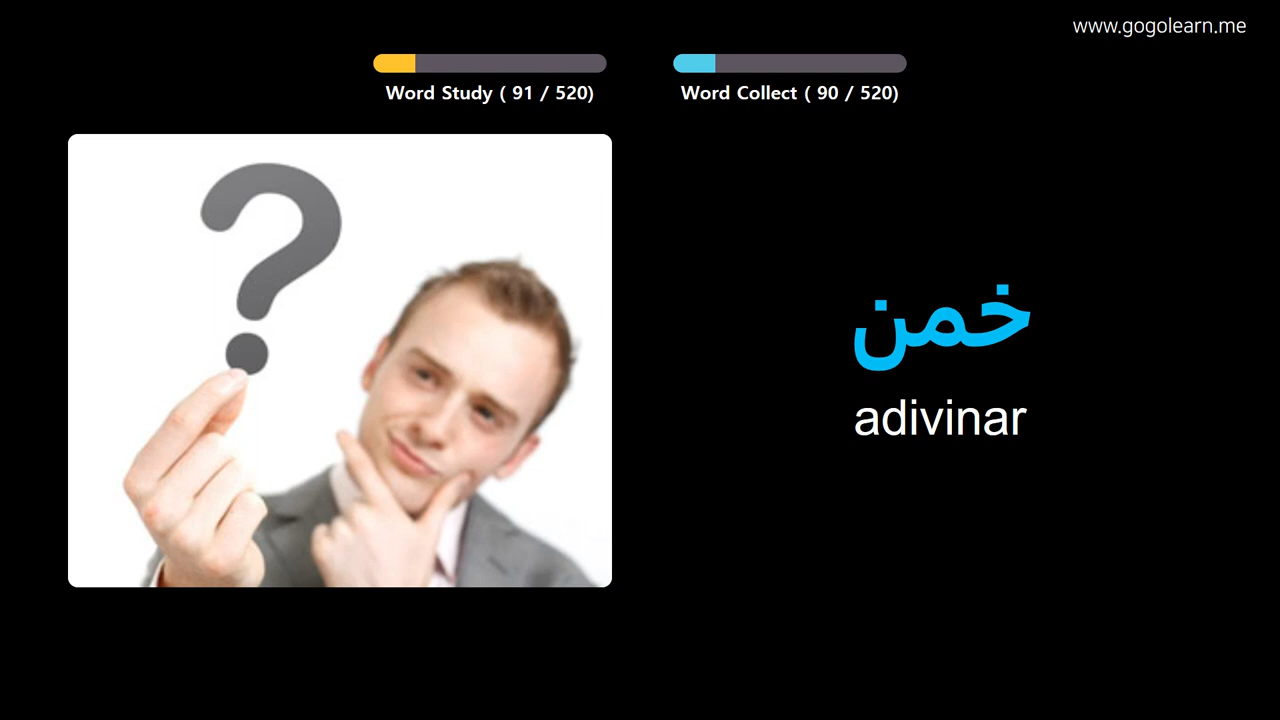 www.gogolearn.me
Word Study ( 91 / 520)
Word Collect ( 90 / 520)
?
خمن
adivinar